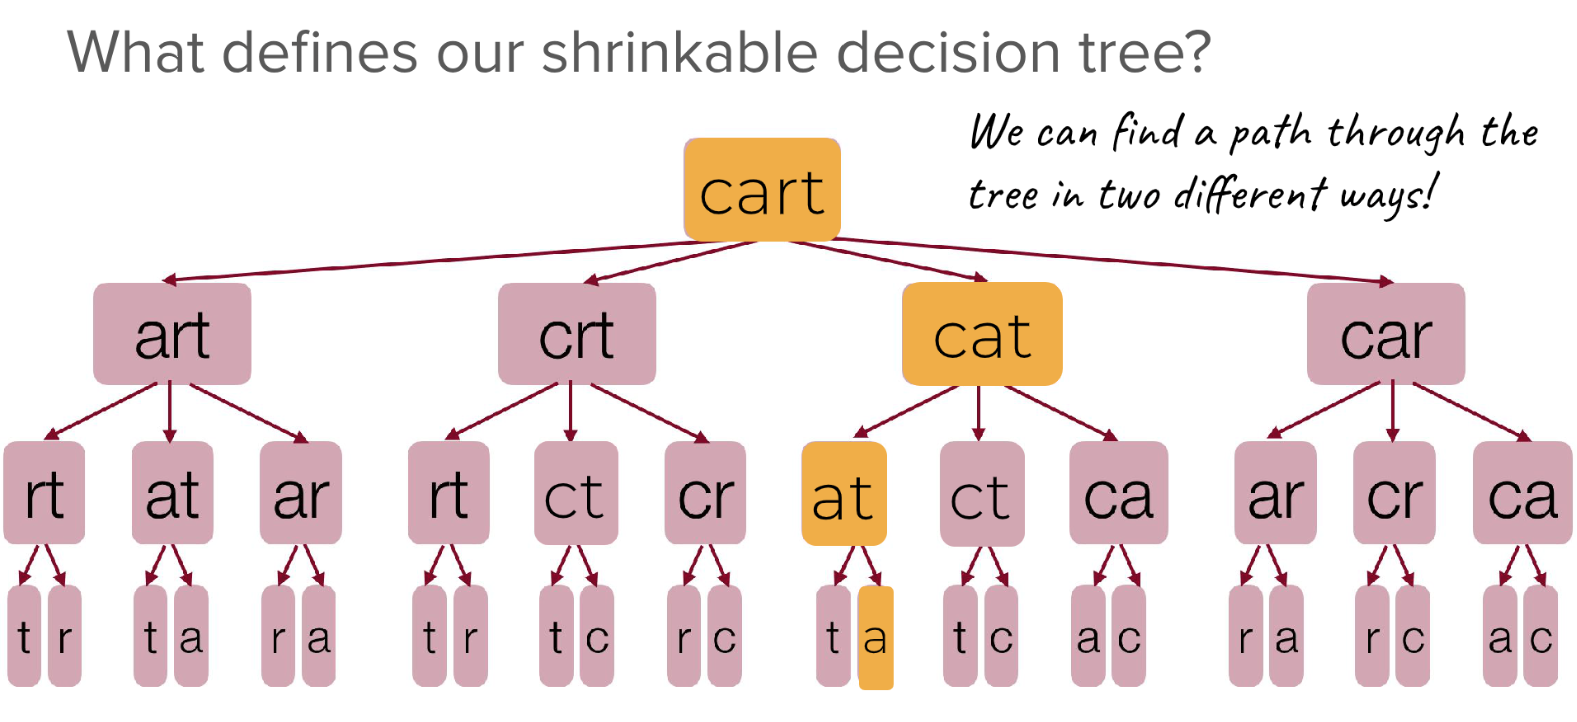 What defines our shrinkable decision tree?
We can find a path through the
tree in two different ways!
cart
art crt cat car
rt at ar rt ct cr at ct ca ar cr ca
t r t a r a t r t c r c t a t c a c r a r c a c